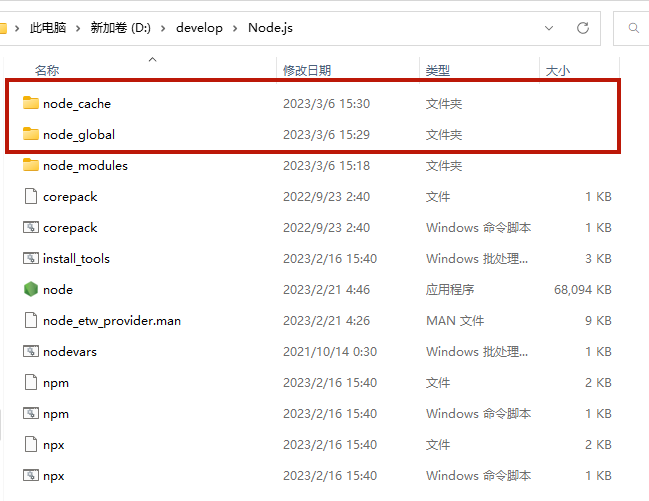 此电脑 > 新加卷 (D:) > develop > Node.js
名称 修改日期 类型 大小
node_cache 2023/3/6 15:30 文件夹
node_global 2023/3/6 15:29 文件夹
node_modules 2023/3/6 15:18 文件夹
corepack 2022/9/23 2:40 文件 1 KB
corepack 2022/9/23 2:40 Windows 命令脚本 1 KB
install_tools 2023/2/16 15:40 Windows 批处理... 3 KB
node 2023/2/21 4:46 应用程序 68,094 KB
node_etw_provider.man 2023/2/21 4:26 MAN 文件 9 KB
nodevars 2021/10/14 0:30 Windows 批处理... 1 KB
npm 2023/2/16 15:40 文件 2 KB
npm 2023/2/16 15:40 Windows 命令脚本 1 KB
npx 2023/2/16 15:40 文件 2 KB
npx 2023/2/16 15:40 Windows 命令脚本 1 KB